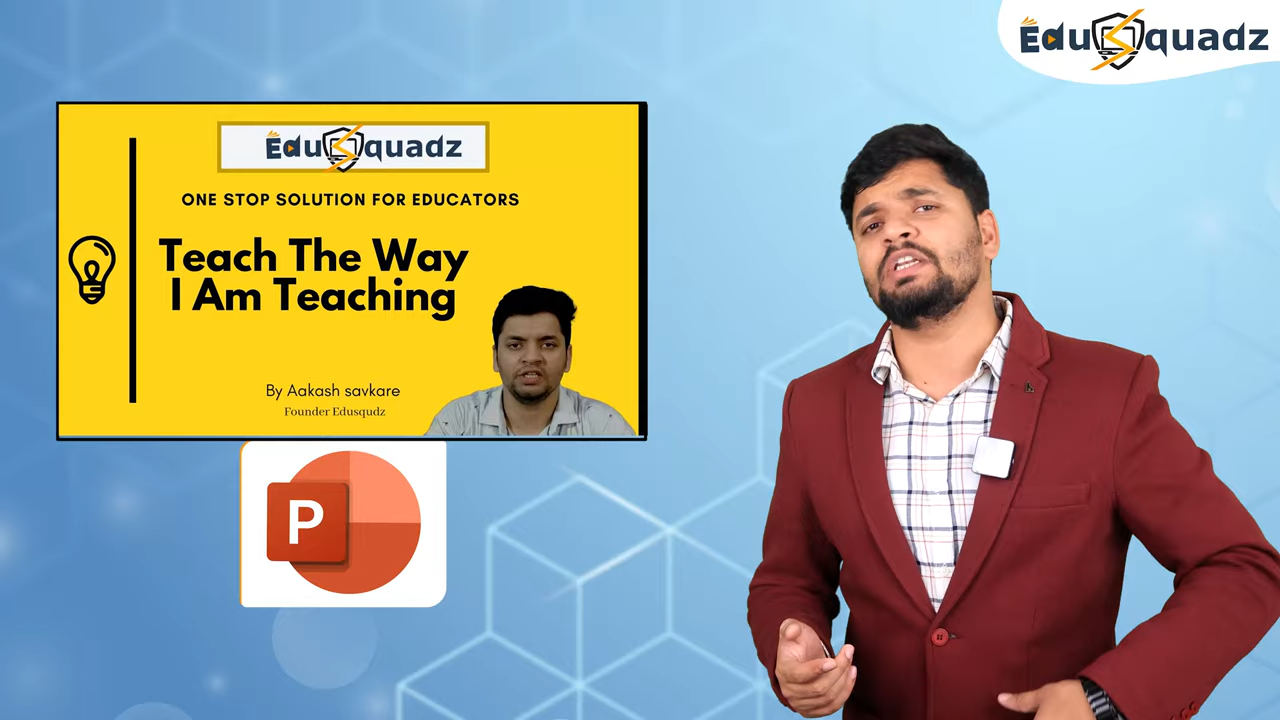 EduSquadz
EduSquadz
ONE STOP SOLUTION FOR EDUCATORS
Teach The Way
I Am Teaching
By Aakash savkare
Founder Edusqudz
P